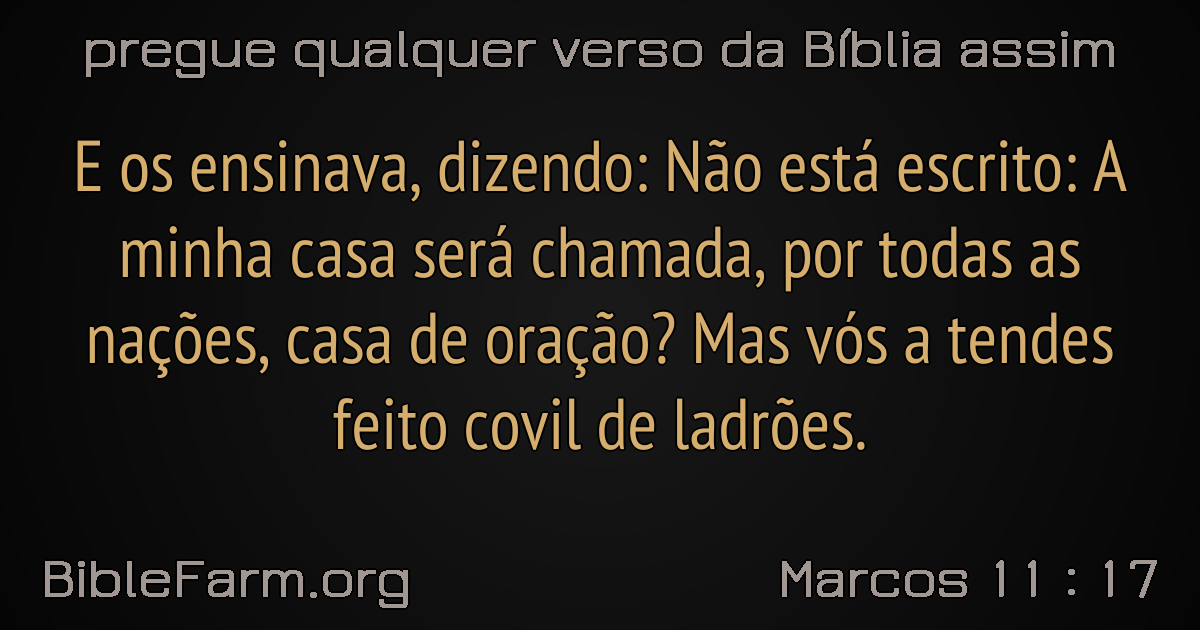 pregue qualquer verso da Bíblia assim
E os ensinava, dizendo: Não está escrito: A
minha casa será chamada, por todas as
nações, casa de oração? Mas vós a tendes
feito covil de ladrões.
BibleFarm.org
Marcos 11 : 17